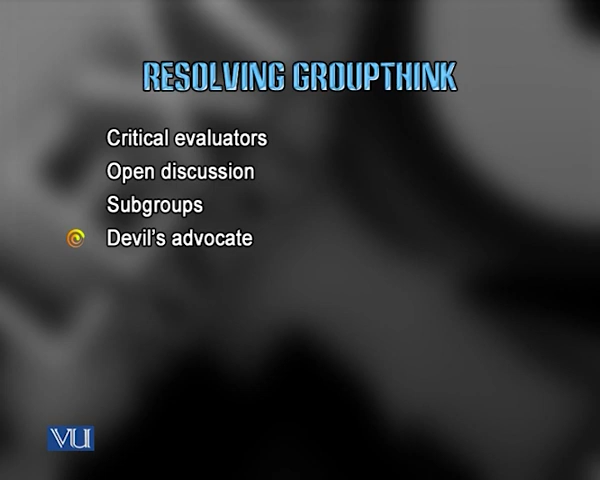 RESOLVING GROUPTHINK
Critical evaluators
Open discussion
Subgroups
Devil's advocate
VU